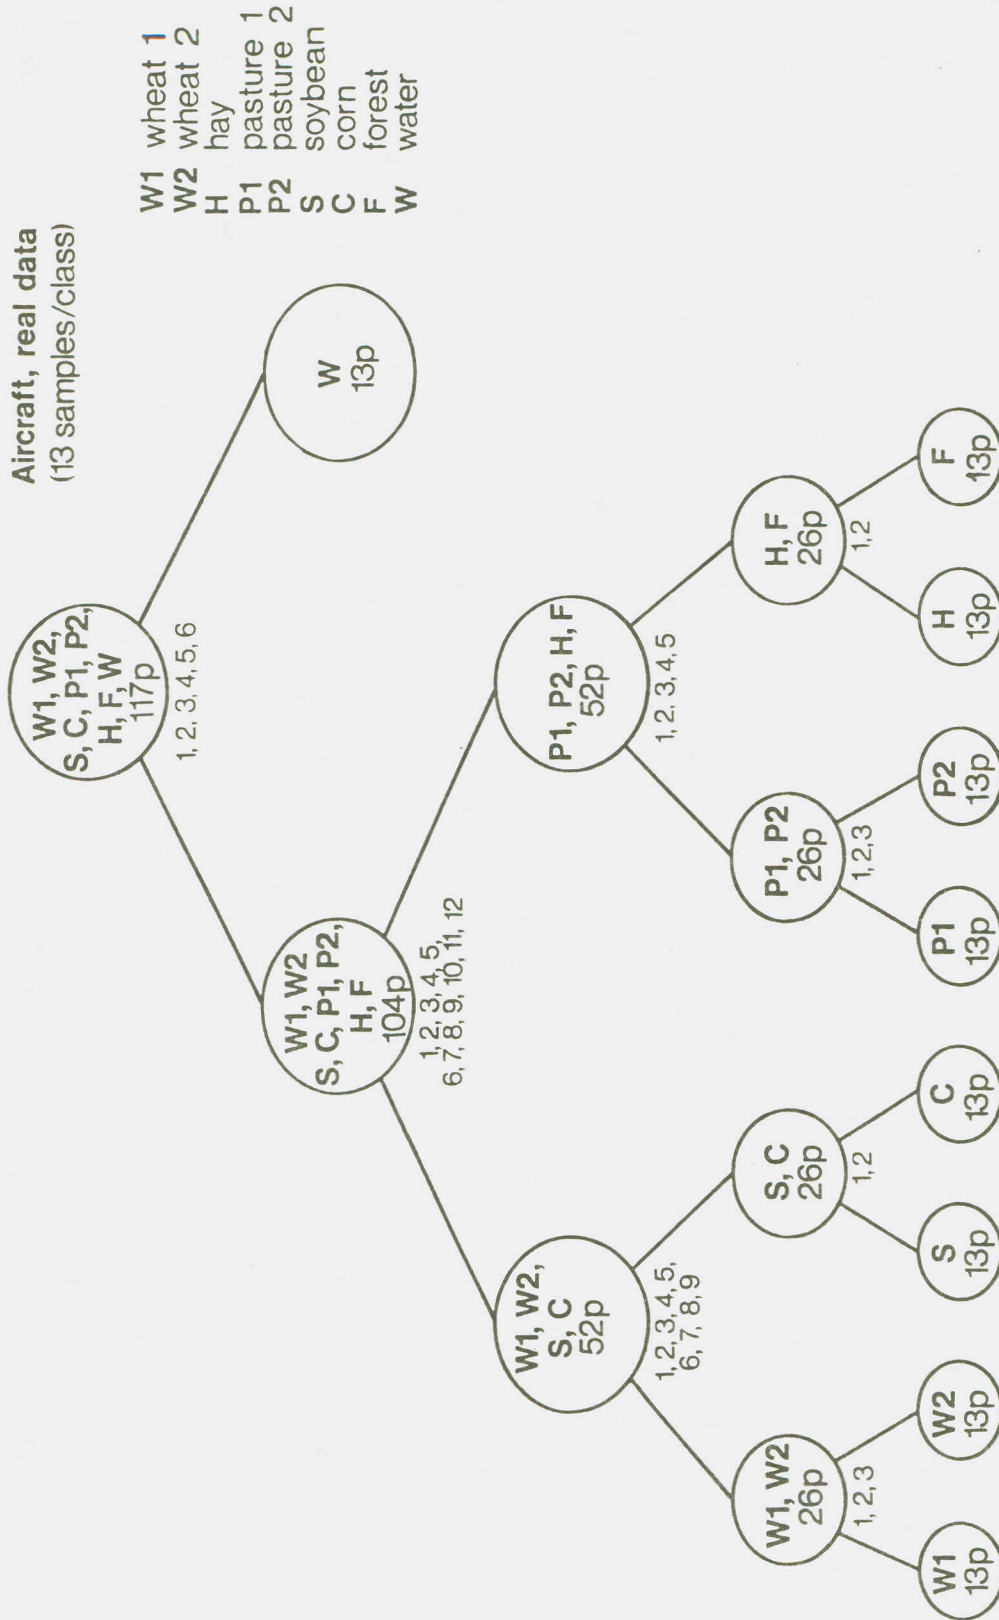 Aircraft, real data
(13 samples/class)
W1 wheat 1
W2 wheat 2
H hay
P1 pasture 1
P2 pasture 2
S soybean
C corn
F forest
W water
W1, W2,
S, C, P1, P2,
H, F, W
117p
1, 2, 3, 4, 5, 6
W1, W2
S, C, P1, P2,
H, F
104p
1, 2, 3, 4, 5,
6, 7, 8, 9, 10, 11, 12
W
13p
W1, W2,
S, C
52p
1, 2, 3, 4, 5,
6, 7, 8, 9
P1, P2, H, F
52p
1, 2, 3, 4, 5
W1, W2
26p
1, 2, 3
S, C
26p
1,2
P1, P2
26p
1,2,3
H, F
26p
1,2
W1
13p
W2
13p
S
13p
C
13p
P1
13p
P2
13p
H
13p
F
13p